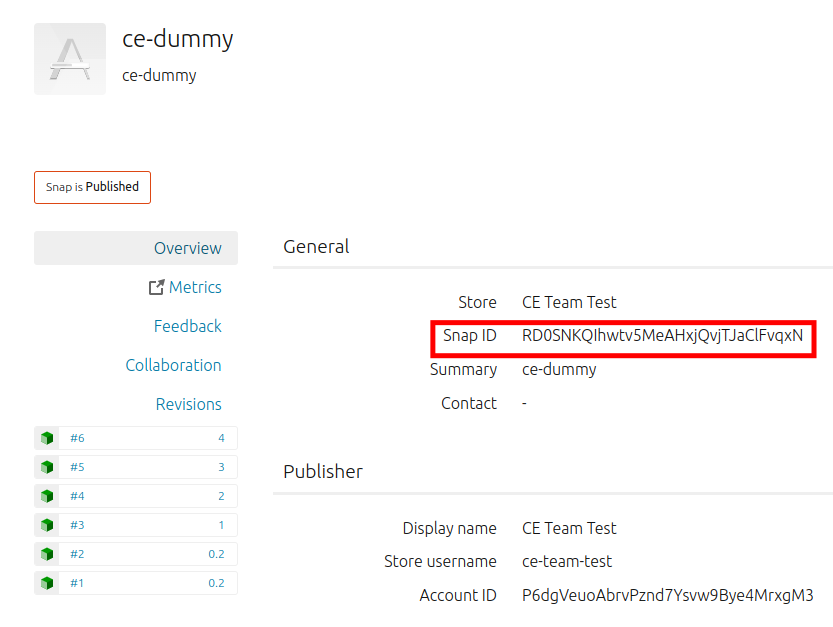 ce-dummy
ce-dummy
Snap is Published
Overview
Metrics
Feedback
Collaboration
Revisions
#6 4
#5 3
#4 2
#3 1
#2 0.2
#1 0.2
General
Store CE Team Test
Snap ID RD0SNKQIhwtv5MeAHxjQvjTJaClFvqxN
Summary ce-dummy
Contact -
Publisher
Display name CE Team Test
Store username ce-team-test
Account ID P6dgVeuoAbrvPznd7Ysvw9Bye4MrxgM3